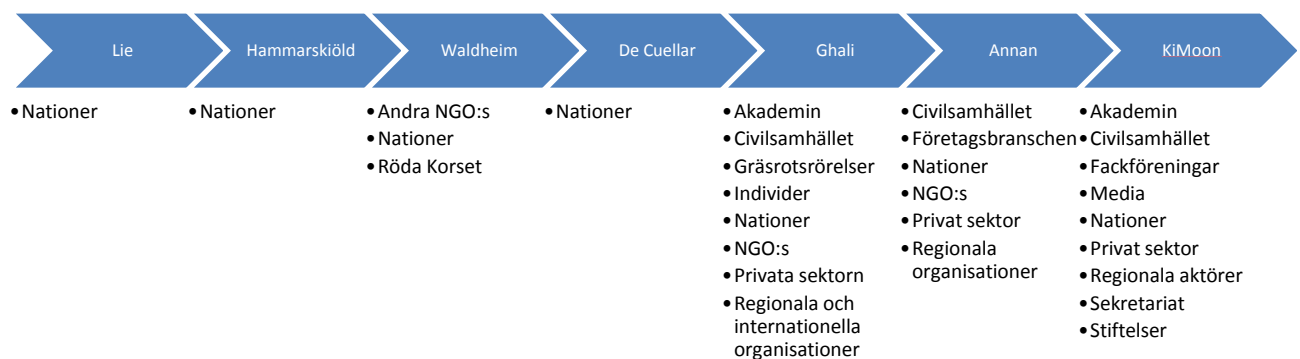 Lie
Hammarskiöld
Waldheim
De Cuellar
Ghali
Annan
KiMoon
•Nationer
•Nationer
•Andra NGO:s
•Nationer
•Röda Korset
•Nationer
•Akademin
•Civilsamhället
•Gräsrotsrörelser
•Individer
•Nationer
•NGO:s
•Privata sektorn
•Regionala och
internationella
organisationer
•Civilsamhället
•Företagsbranschen
•Nationer
•NGO:s
•Privat sektor
•Regionala
organisationer
•Akademin
•Civilsamhället
•Fackföreningar
•Media
•Nationer
•Privat sektor
•Regionala aktörer
•Sekretariat
•Stiftelser